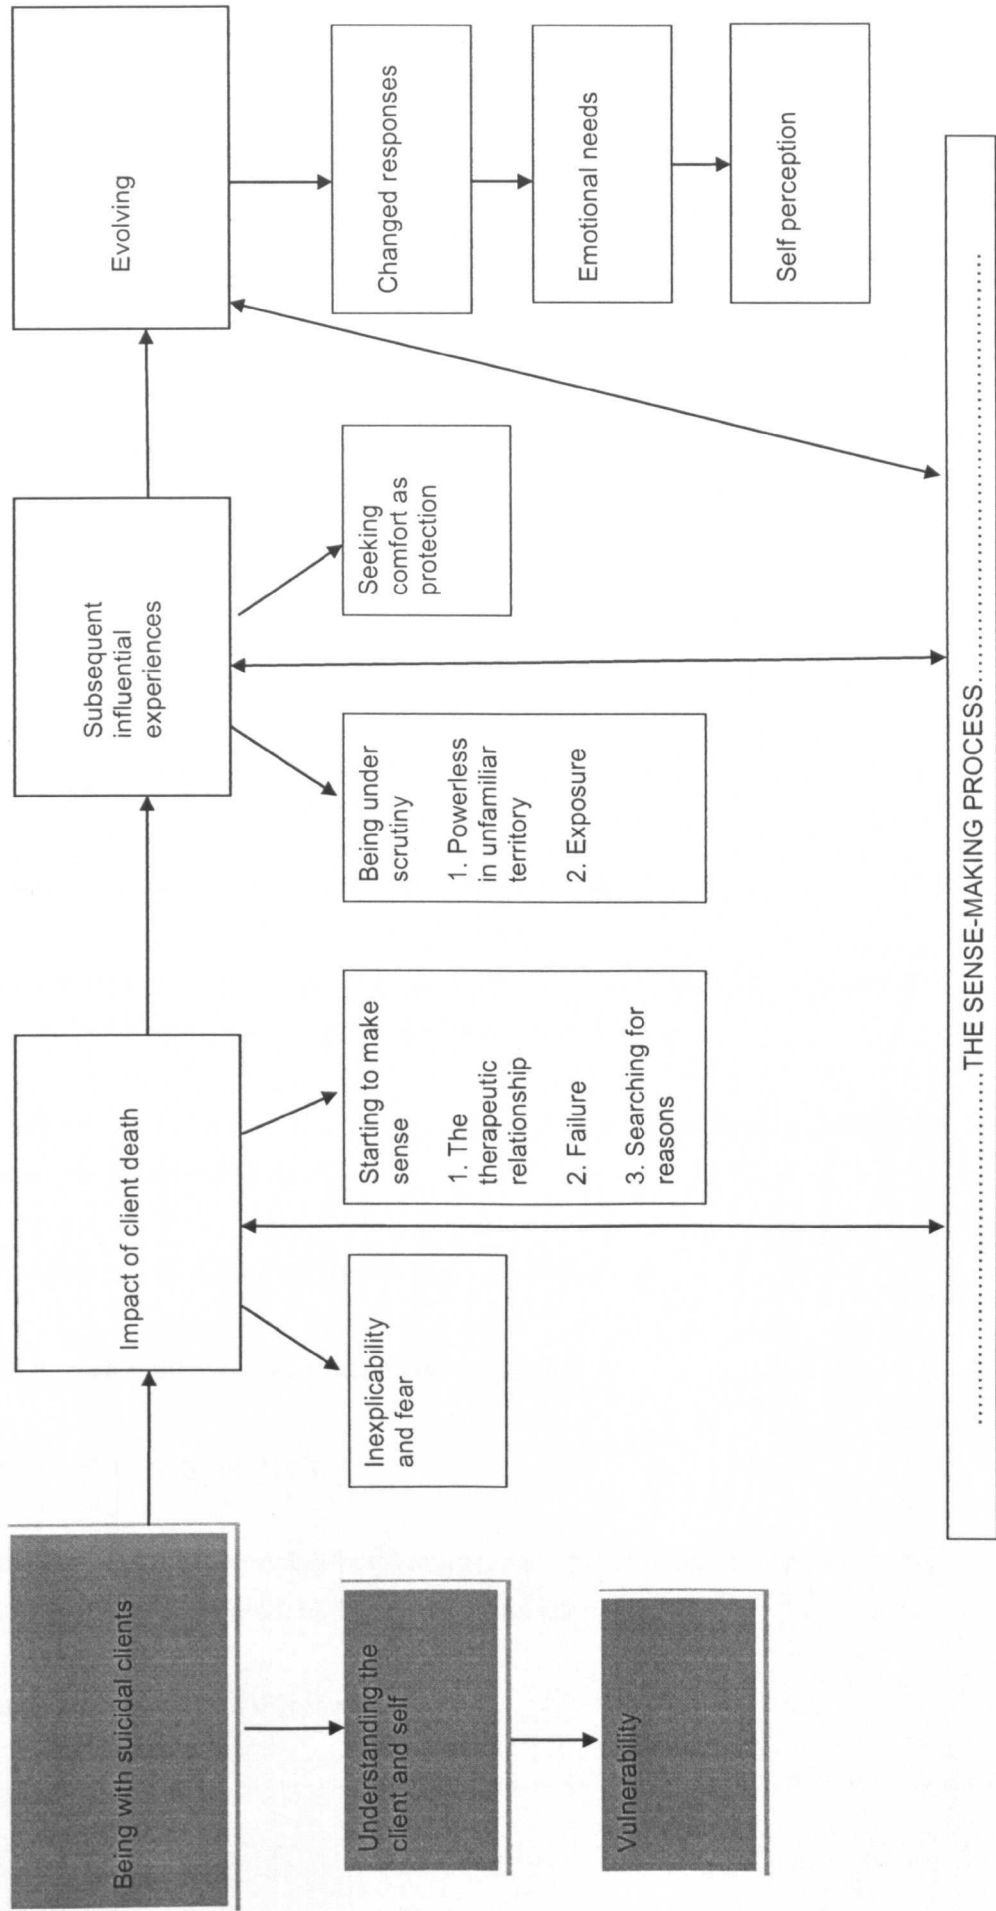 Being with suicidal clients
Understanding the
client and self
Vulnerability
Impact of client death
Inexplicability
and fear
Starting to make
sense
1. The
therapeutic
relationship
2. Failure
3. Searching for
reasons
Subsequent
influential
experiences
Being under
scrutiny
1. Powerless
in unfamiliar
territory
2. Exposure
Seeking
comfort as
protection
Evolving
Changed responses
Emotional needs
Self perception
...............................................THE SENSE-MAKING PROCESS...............................................